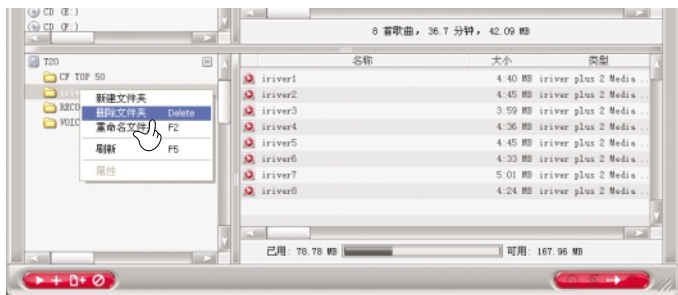 CD (E:)
CD (F:)
8 首歌曲， 36.7 分钟， 42.09 MB
T20
CF TOP 50
RECO
VOIC
新建文件夹
删除文件夹 Delete
重命名文件 F2
刷新 F5
属性
名称 大小 类型
iriver1 4:40 MB iriver plus 2 Media ...
iriver2 4:45 MB iriver plus 2 Media ...
iriver3 3:59 MB iriver plus 2 Media ...
iriver4 4:36 MB iriver plus 2 Media ...
iriver5 4.45 MB iriver plus 2 Media ...
iriver6 4:33 MB iriver plus 2 Media ...
iriver7 5:01 MB iriver plus 2 Media ...
iriver8 4:24 MB iriver plus 2 Media ...
已用: 78.78 MB 可用: 167.96 MB